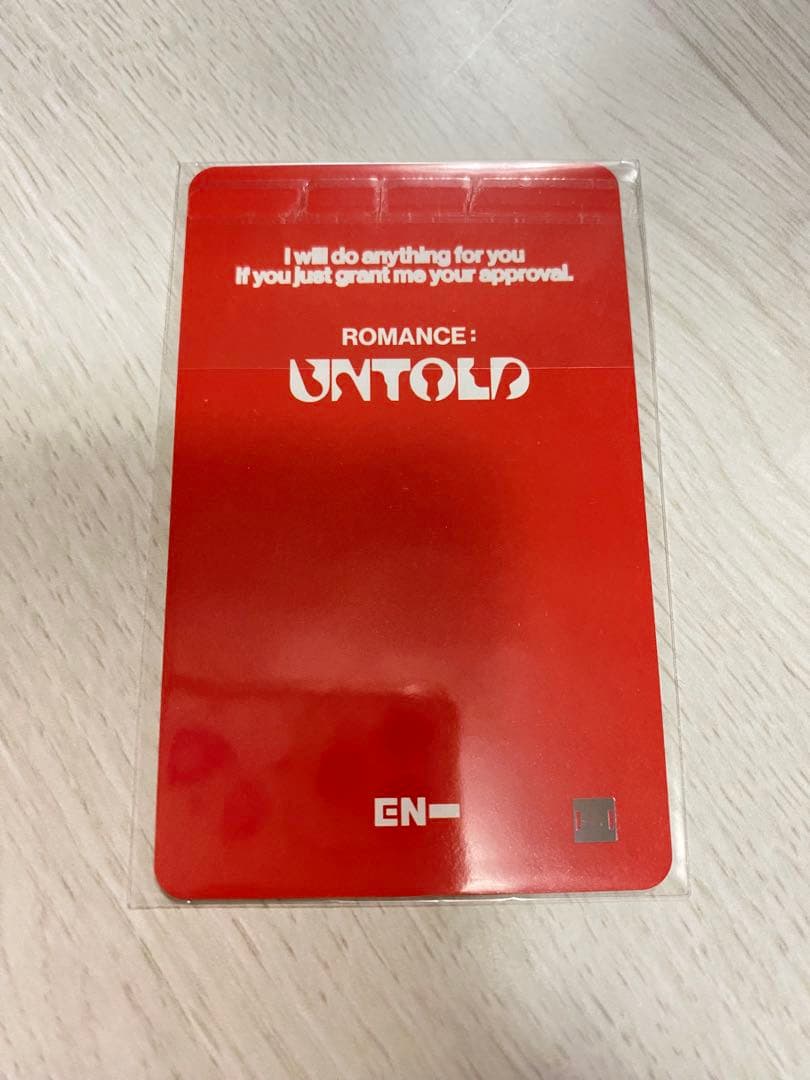 I will do anything for you
If you just grant me your approval.
ROMANCE:
UNTOLD
EN-